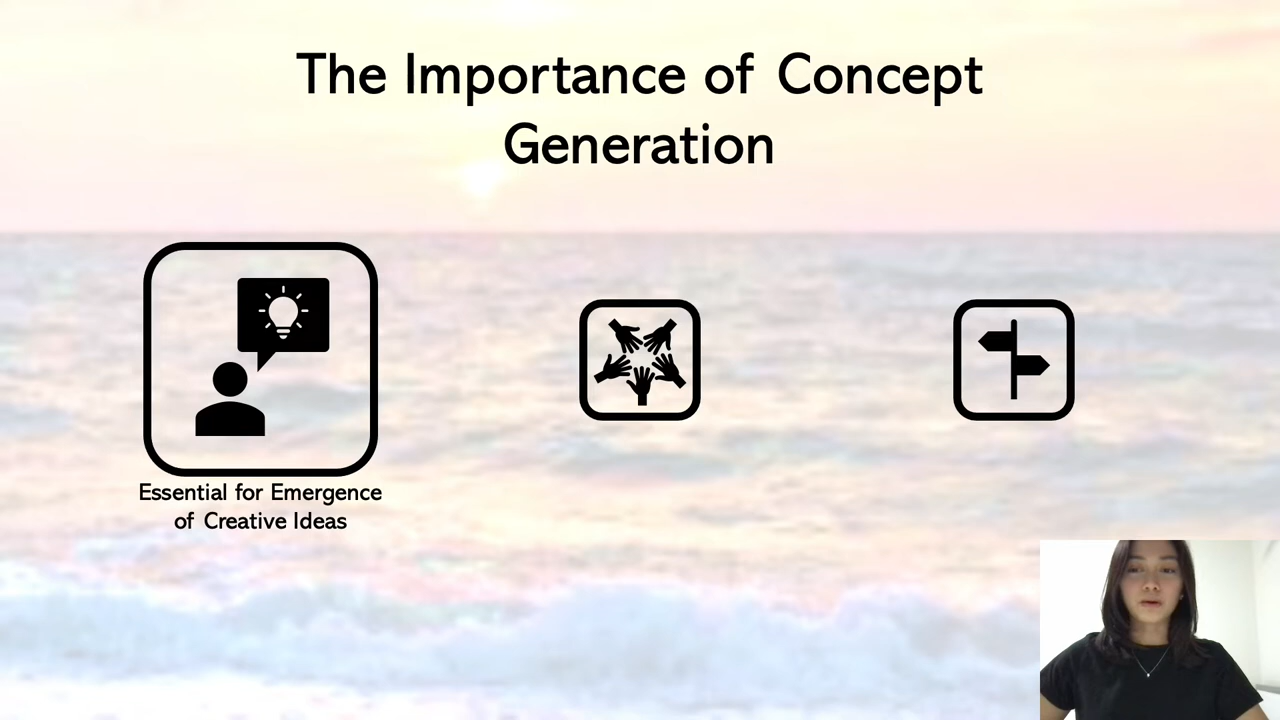 The Importance of Concept
Generation
Essential for Emergence
of Creative Ideas